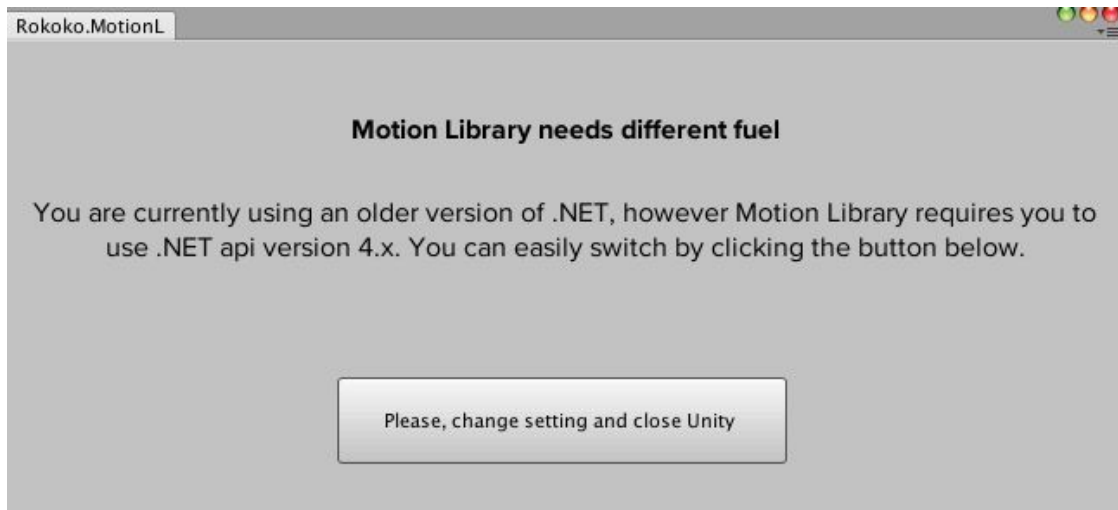 Rokoko.MotionL
Motion Library needs different fuel
You are currently using an older version of .NET, however Motion Library requires you to
use .NET api version 4.x. You can easily switch by clicking the button below.
Please, change setting and close Unity